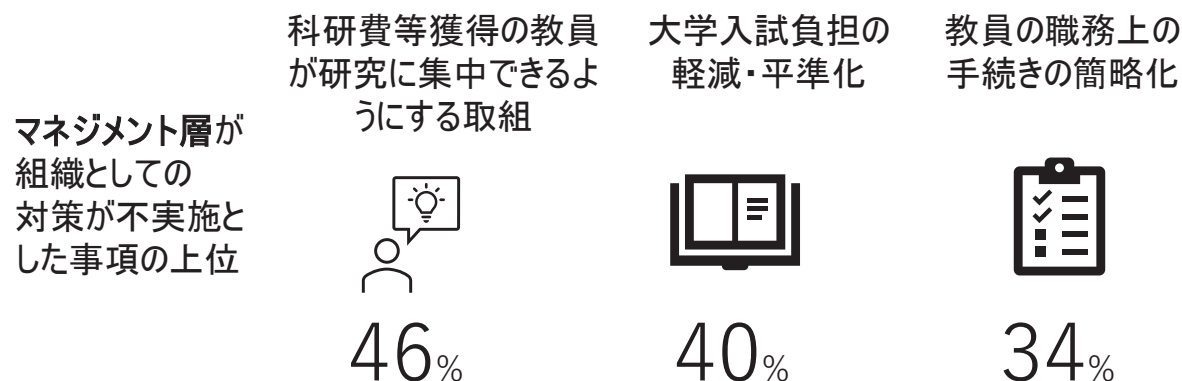 マネジメント層が
組織としての
対策が不実施と
した事項の上位
科研費等獲得の教員
が研究に集中できるよ
うにする取組
46%
大学入試負担の
軽減・平準化
40%
教員の職務上の
手続きの簡略化
34%